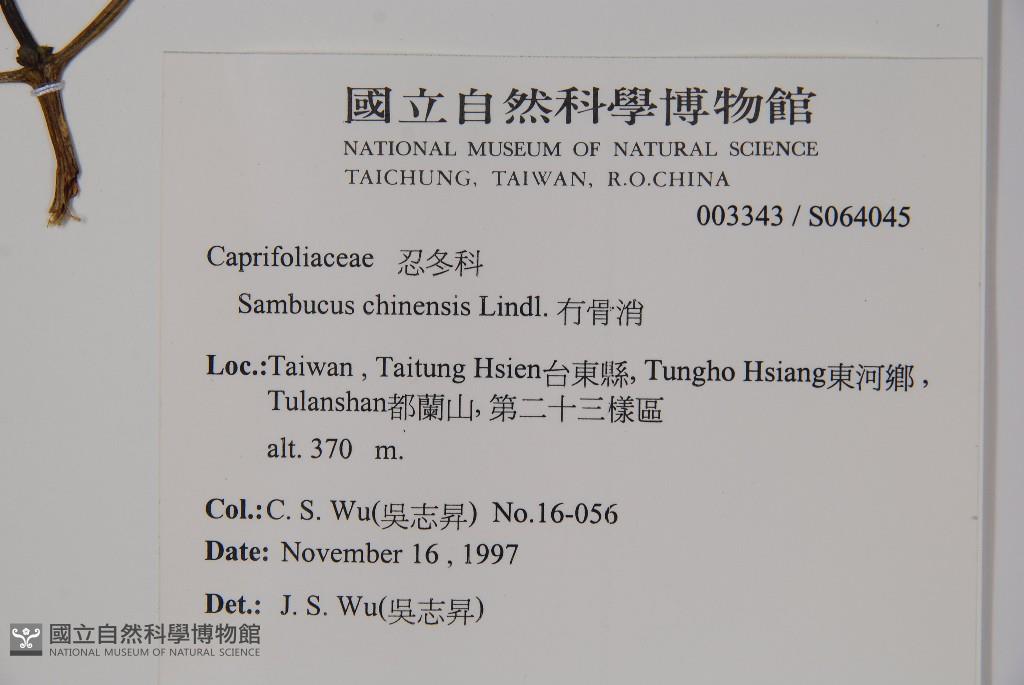 國立自然科學博物館
NATIONAL MUSEUM OF NATURAL SCIENCE
TAICHUNG, TAIWAN, R.O.CHINA
003343 / S064045
Caprifoliaceae 忍冬科
Sambucus chinensis Lindl. 冇骨消
Loc.:Taiwan , Taitung Hsien台東縣, Tungho Hsiang東河鄉 ,
Tulanshan都蘭山, 第二十三樣區
alt. 370 m.
Col.:C. S. Wu(吳志昇) No.16-056
Date: November 16 , 1997
Det.: J. S. Wu(吳志昇)
國立自然科學博物館
NATIONAL MUSEUM OF NATURAL SCIENCE